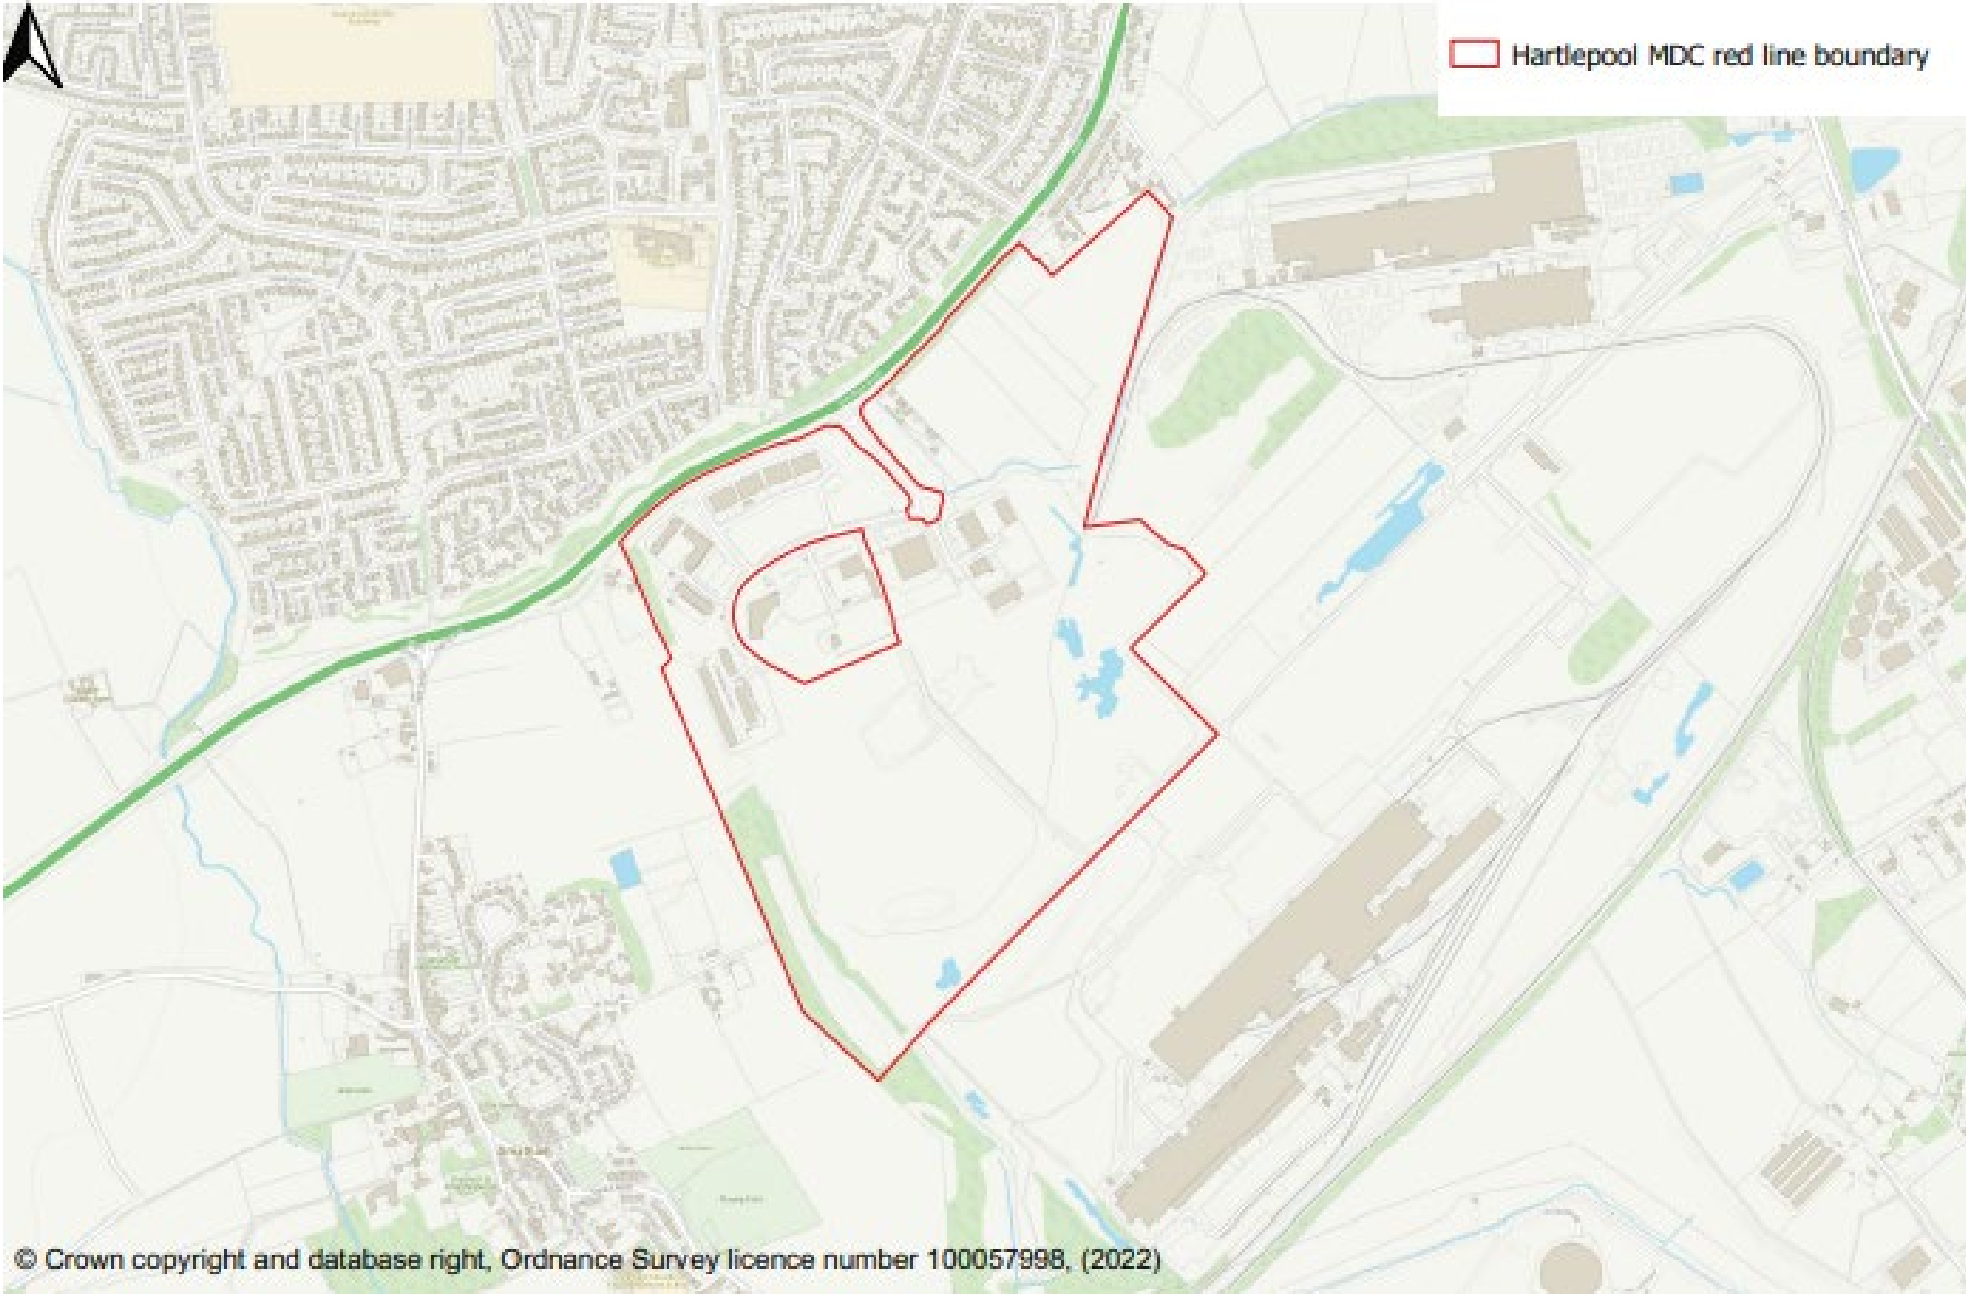 Hartlepool MDC red line boundary
© Crown copyright and database right, Ordnance Survey licence number 100057998, (2022)